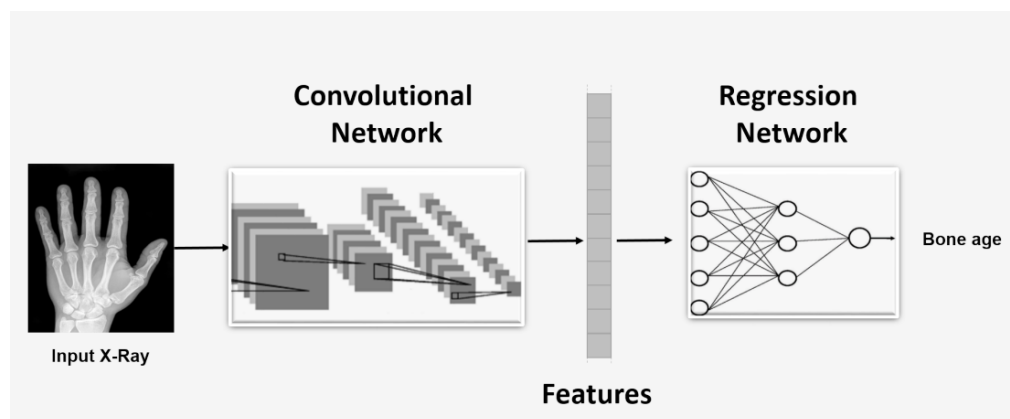 Convolutional
Network
Regression
Network
Bone age
Input X-Ray
Features